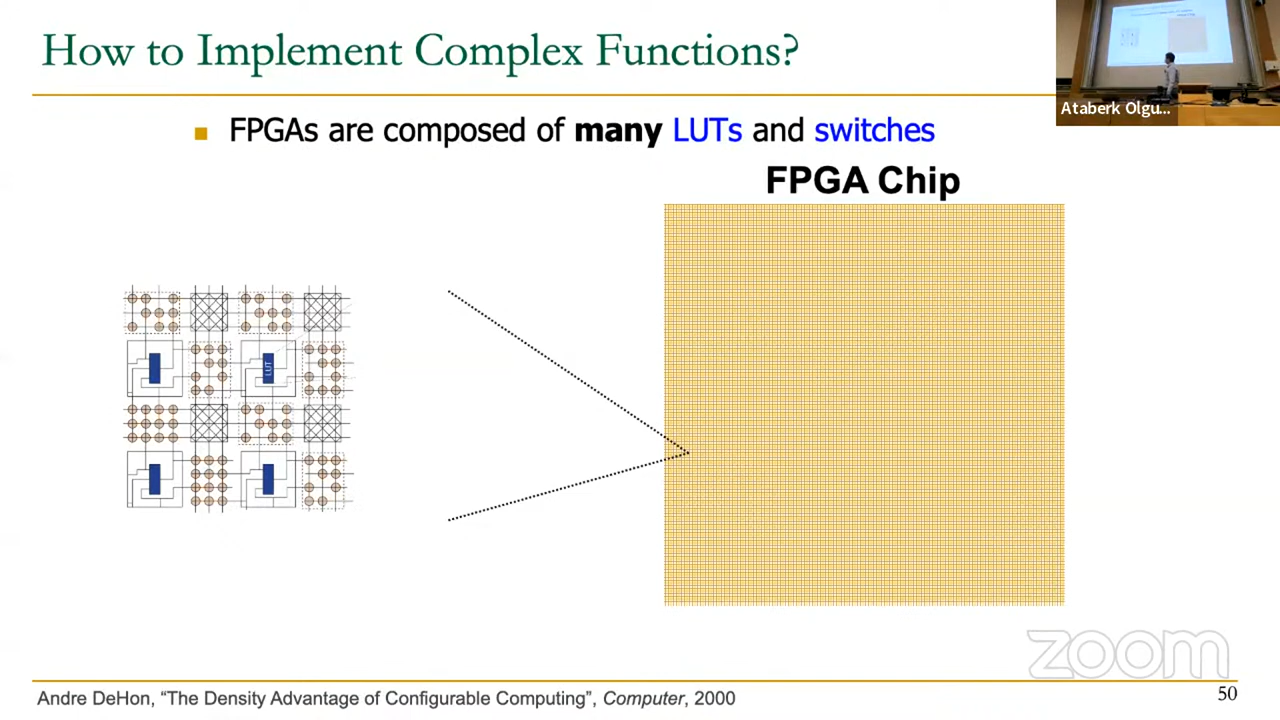 How to Implement Complex Functions?
Ataberk Olgu...
■ FPGAs are composed of many LUTs and switches
FPGA Chip
LUT
zoom
Andre DeHon, “The Density Advantage of Configurable Computing”, Computer, 2000
50